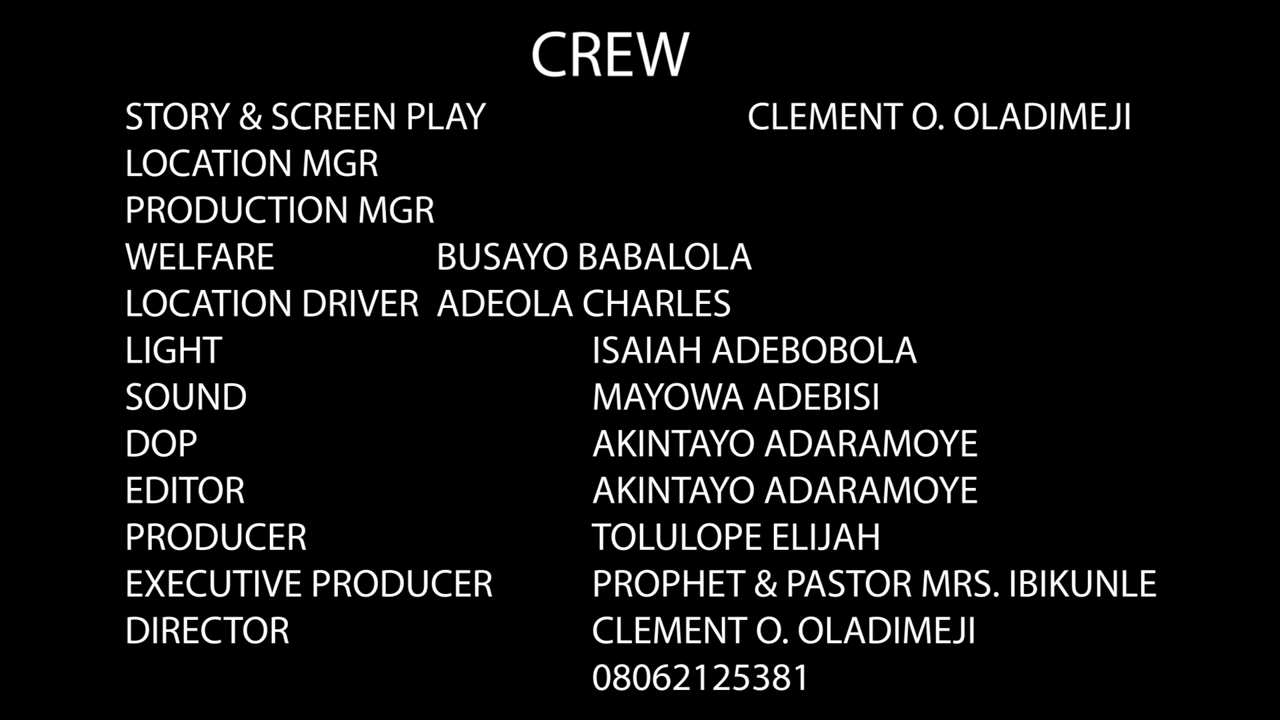 CREW
STORY & SCREEN PLAY CLEMENT O. OLADIMEJI
LOCATION MGR
PRODUCTION MGR
WELFARE BUSAYO BABALOLA
LOCATION DRIVER ADEOLA CHARLES
LIGHT ISAIAH ADEBOBOLA
SOUND MAYOWA ADEBISI
DOP AKINTAYO ADARAMOYE
EDITOR AKINTAYO ADARAMOYE
PRODUCER TOLULOPE ELIJAH
EXECUTIVE PRODUCER PROPHET & PASTOR MRS. IBIKUNLE
DIRECTOR CLEMENT O. OLADIMEJI
08062125381